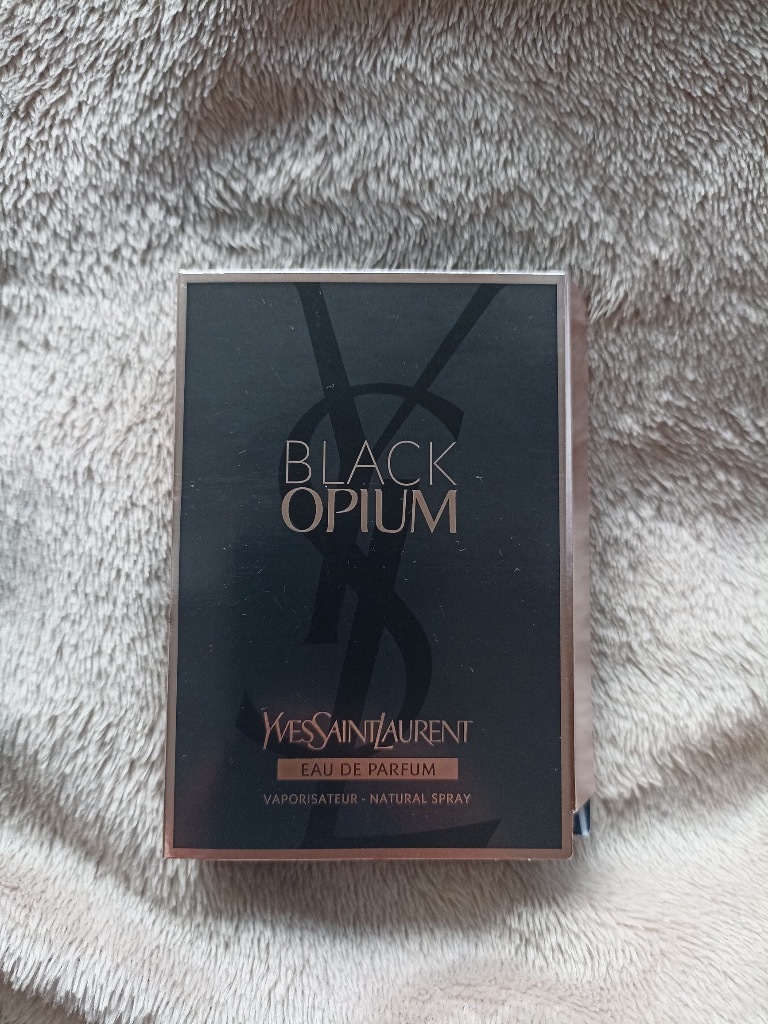 BLACK
OPIUM
YVESSAINTLAURENT
EAU DE PARFUM
VAPORISATEUR - NATURAL SPRAY